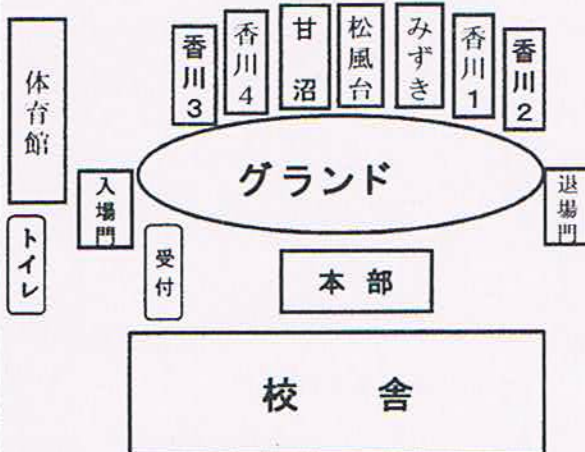 体育館
香川3
香川4
甘沼
松風台
みずき
香川1
香川2
グランド
入場門
退場門
トイレ
受付
本部
校舎